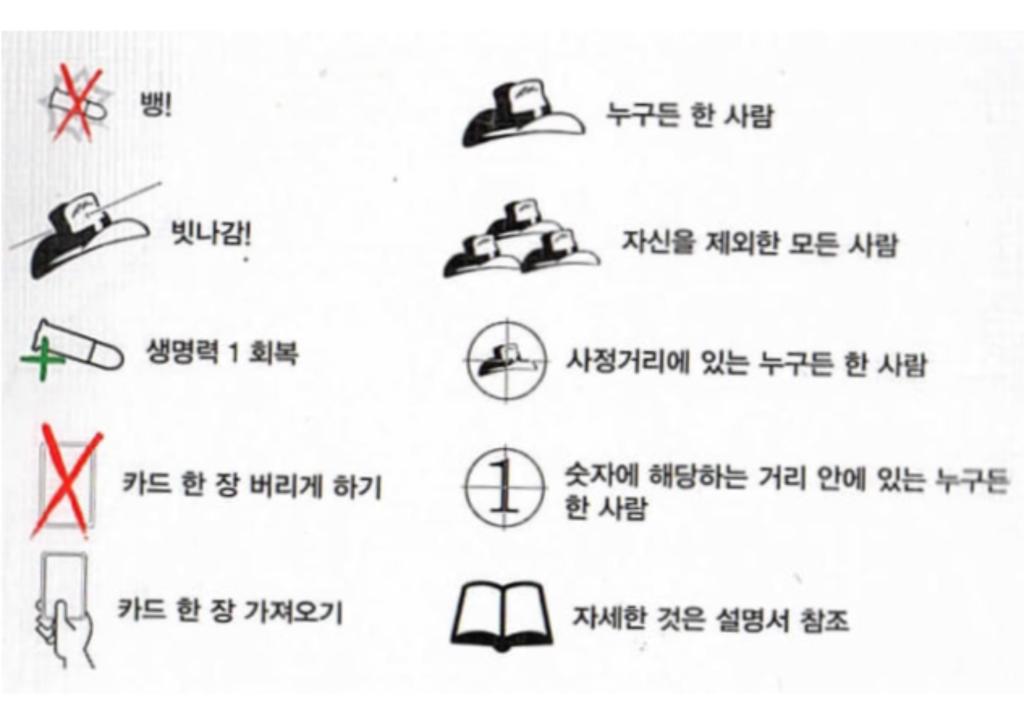 뱅!
빗나감!
생명력 1 회복
카드 한 장 버리게 하기
카드 한 장 가져오기
누구든 한 사람
자신을 제외한 모든 사람
사정거리에 있는 누구든 한 사람
1
숫자에 해당하는 거리 안에 있는 누구든
한 사람
자세한 것은 설명서 참조